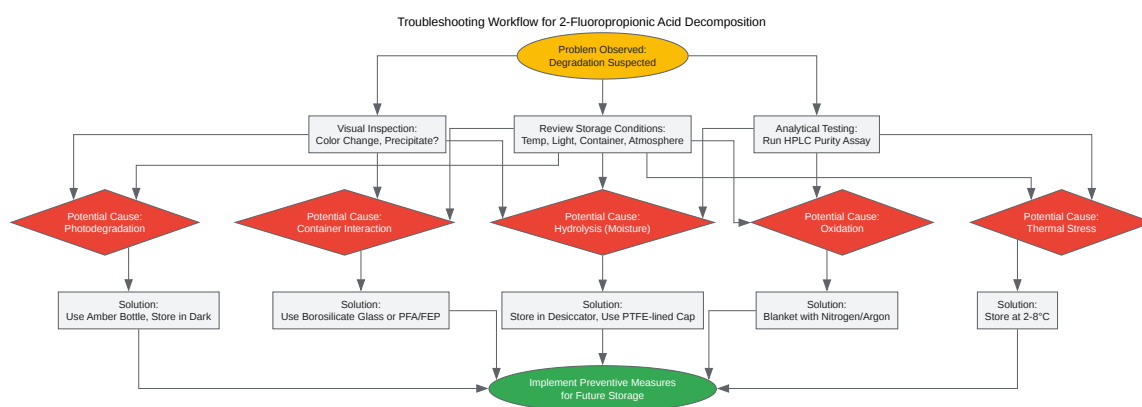 Troubleshooting Workflow for 2-Fluoropropionic Acid Decomposition
Problem Observed:
Degradation Suspected
Visual Inspection:
Color Change, Precipitate?
Review Storage Conditions:
Temp, Light, Container, Atmosphere
Analytical Testing:
Run HPLC Purity Assay
Potential Cause:
Photodegradation
Potential Cause:
Container Interaction
Potential Cause:
Hydrolysis (Moisture)
Potential Cause:
Oxidation
Potential Cause:
Thermal Stress
Solution:
Use Amber Bottle, Store in Dark
Solution:
Use Borosilicate Glass or PFA/FEP
Solution:
Store in Desiccator, Use PTFE-lined Cap
Solution:
Blanket with Nitrogen/Argon
Solution:
Store at 2-8°C
Implement Preventive Measures
for Future Storage